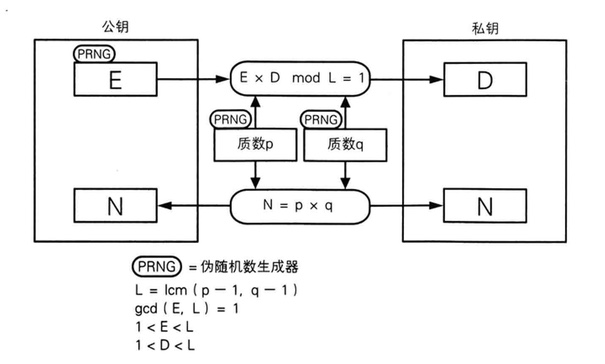 公钥
私钥
PRNG
E
E × D mod L = 1
D
PRNG
PRNG
质数p
质数q
N
N = p × q
N
PRNG = 伪随机数生成器
L = lcm (p - 1, q - 1)
gcd (E, L) = 1
1 < E < L
1 < D < L